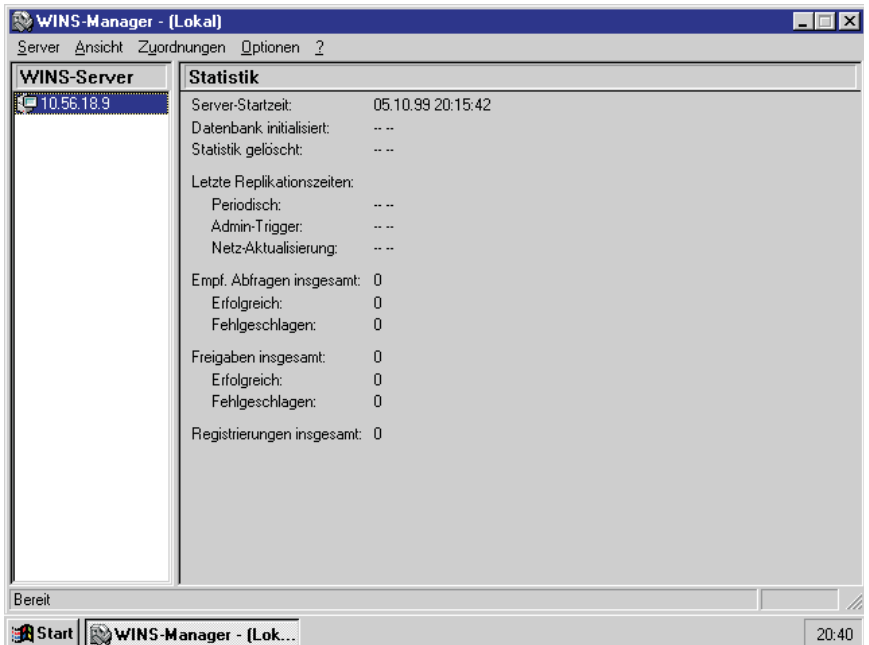 WINS-Manager - (Lokal)
Server Ansicht Zuordnungen Optionen ?
WINS-Server
10.56.18.9
Statistik
Server-Startzeit: 05.10.99 20:15:42
Datenbank initialisiert: -- --
Statistik gelöscht: -- --
Letzte Replikationszeiten:
Periodisch: -- --
Admin-Trigger: -- --
Netz-Aktualisierung: -- --
Empf. Abfragen insgesamt: 0
Erfolgreich: 0
Fehlgeschlagen: 0
Freigaben insgesamt: 0
Erfolgreich: 0
Fehlgeschlagen: 0
Registrierungen insgesamt: 0
Bereit
Start WINS-Manager - (Lok... 20:40